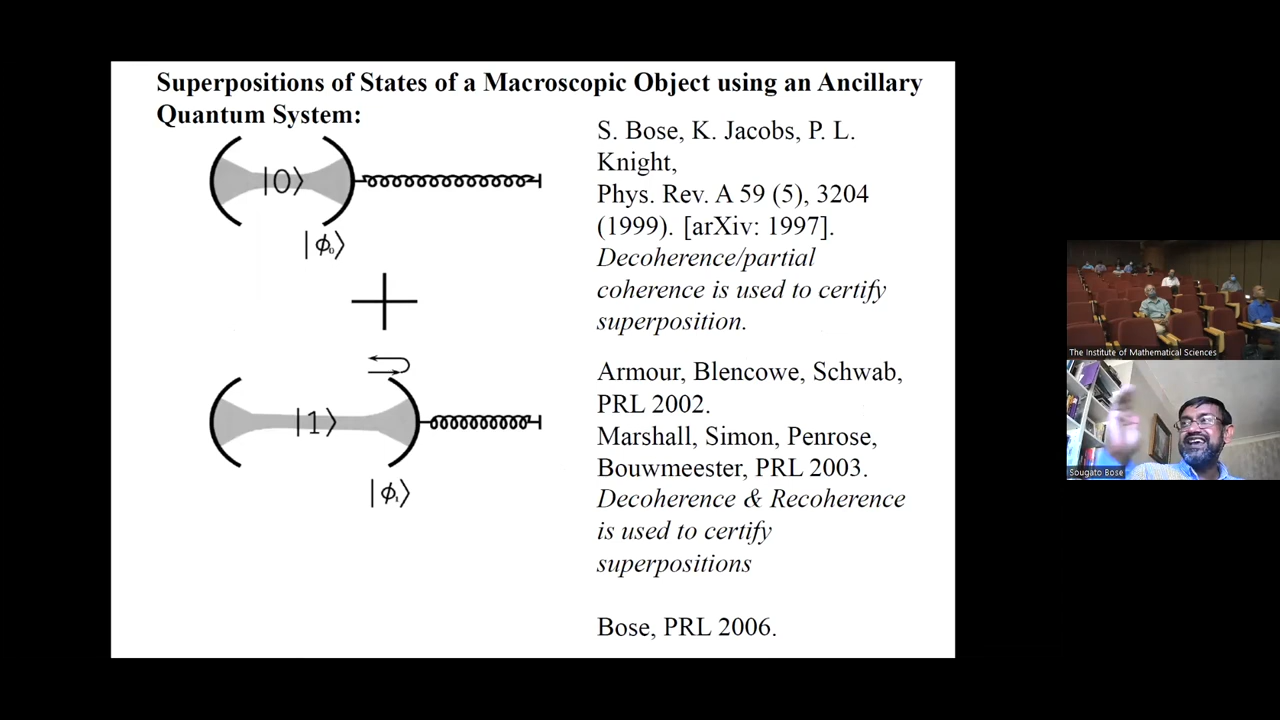 Superpositions of States of a Macroscopic Object using an Ancillary
Quantum System:
|0⟩
|ϕ₀⟩
+
|1⟩
|ϕ₁⟩
S. Bose, K. Jacobs, P. L.
Knight,
Phys. Rev. A 59 (5), 3204
(1999). [arXiv: 1997].
Decoherence/partial
coherence is used to certify
superposition.
Armour, Blencowe, Schwab,
PRL 2002.
Marshall, Simon, Penrose,
Bouwmeester, PRL 2003.
Decoherence & Recoherence
is used to certify
superpositions
Bose, PRL 2006.
The Institute of Mathematical Sciences
Sougato Bose